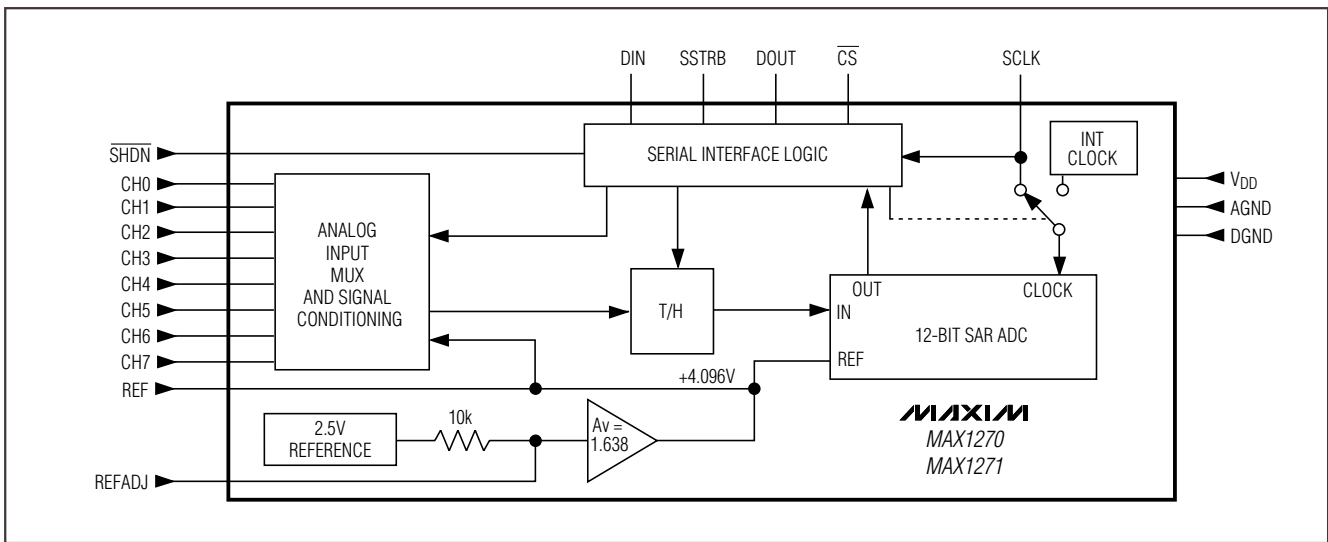 DIN SSTRB DOUT CS SCLK
SHDN
SERIAL INTERFACE LOGIC
INT
CLOCK
CH0
CH1
CH2
CH3
CH4
CH5
CH6
CH7
REF
REFADJ
ANALOG
INPUT
MUX
AND SIGNAL
CONDITIONING
T/H
OUT CLOCK
IN
12-BIT SAR ADC
REF
+4.096V
2.5V
REFERENCE
10k
Av =
1.638
VDD
AGND
DGND
MAXIM
MAX1270
MAX1271